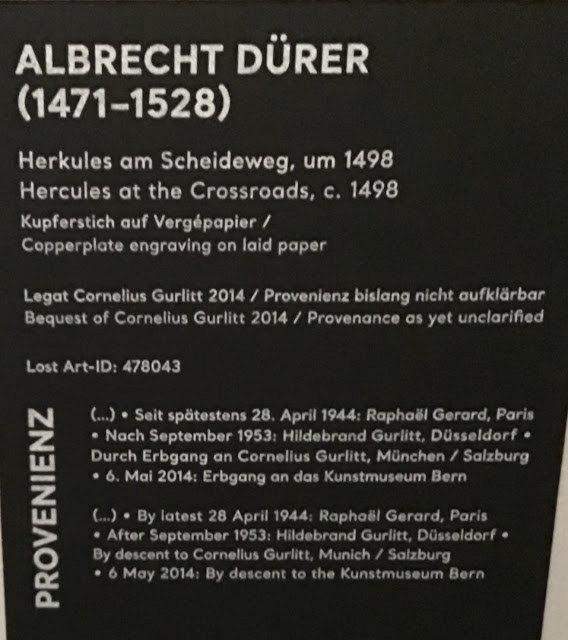 ALBRECHT DÜRER
(1471–1528)
Herkules am Scheideweg, um 1498
Hercules at the Crossroads, c. 1498
Kupferstich auf Vergépapier /
Copperplate engraving on laid paper
Legat Cornelius Gurlitt 2014 / Provenienz bislang nicht aufklärbar
Bequest of Cornelius Gurlitt 2014 / Provenance as yet unclarified
Lost Art-ID: 478043
PROVENIENZ
(...) • Seit spätestens 28. April 1944: Raphaël Gerard, Paris
• Nach September 1953: Hildebrand Gurlitt, Düsseldorf •
Durch Erbgang an Cornelius Gurlitt, München / Salzburg
• 6. Mai 2014: Erbgang an das Kunstmuseum Bern
(...) • By latest 28 April 1944: Raphaël Gerard, Paris
• After September 1953: Hildebrand Gurlitt, Düsseldorf •
By descent to Cornelius Gurlitt, Munich / Salzburg
• 6 May 2014: By descent to the Kunstmuseum Bern